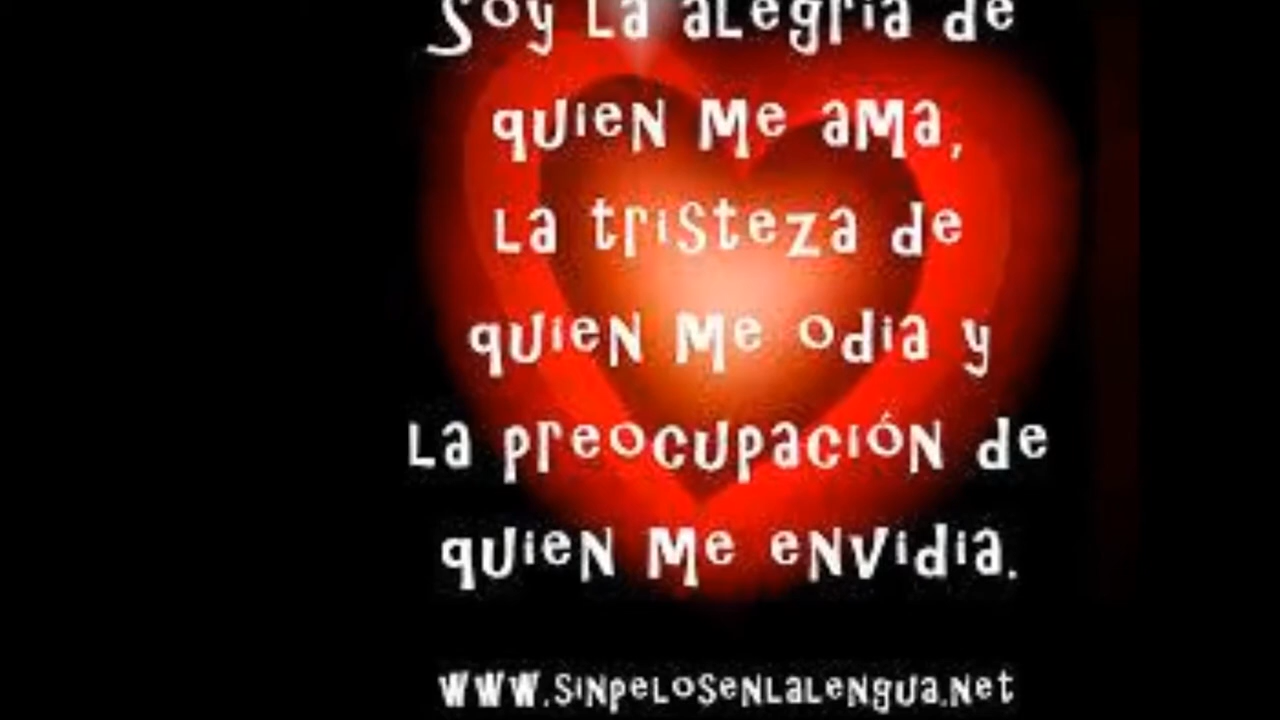 Soy la alegria de
quien me ama,
la tristeza de
quien me odia y
la preocupación de
quien me envidia.
www.sinpelosenlalengua.net